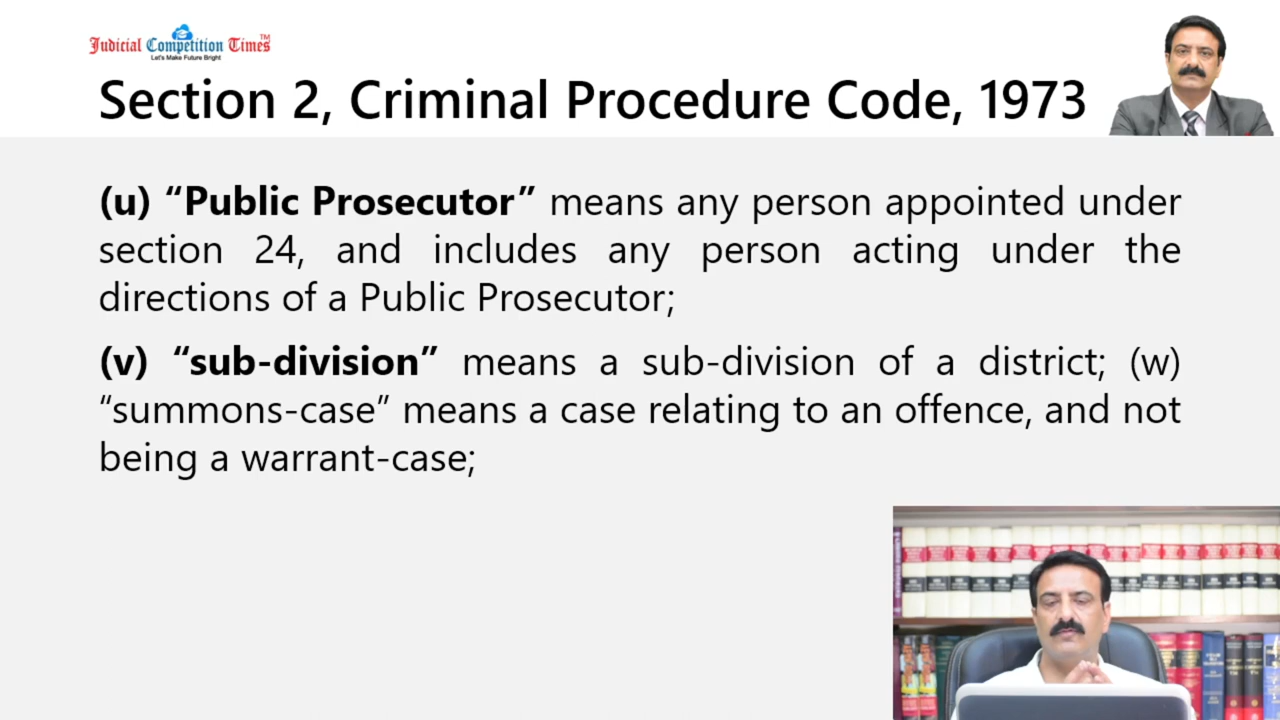 Judicial Competition Times TM
Let's Make Future Bright
Section 2, Criminal Procedure Code, 1973
(u) “Public Prosecutor” means any person appointed under
section 24, and includes any person acting under the
directions of a Public Prosecutor;
(v) “sub-division” means a sub-division of a district; (w)
“summons-case” means a case relating to an offence, and not
being a warrant-case;